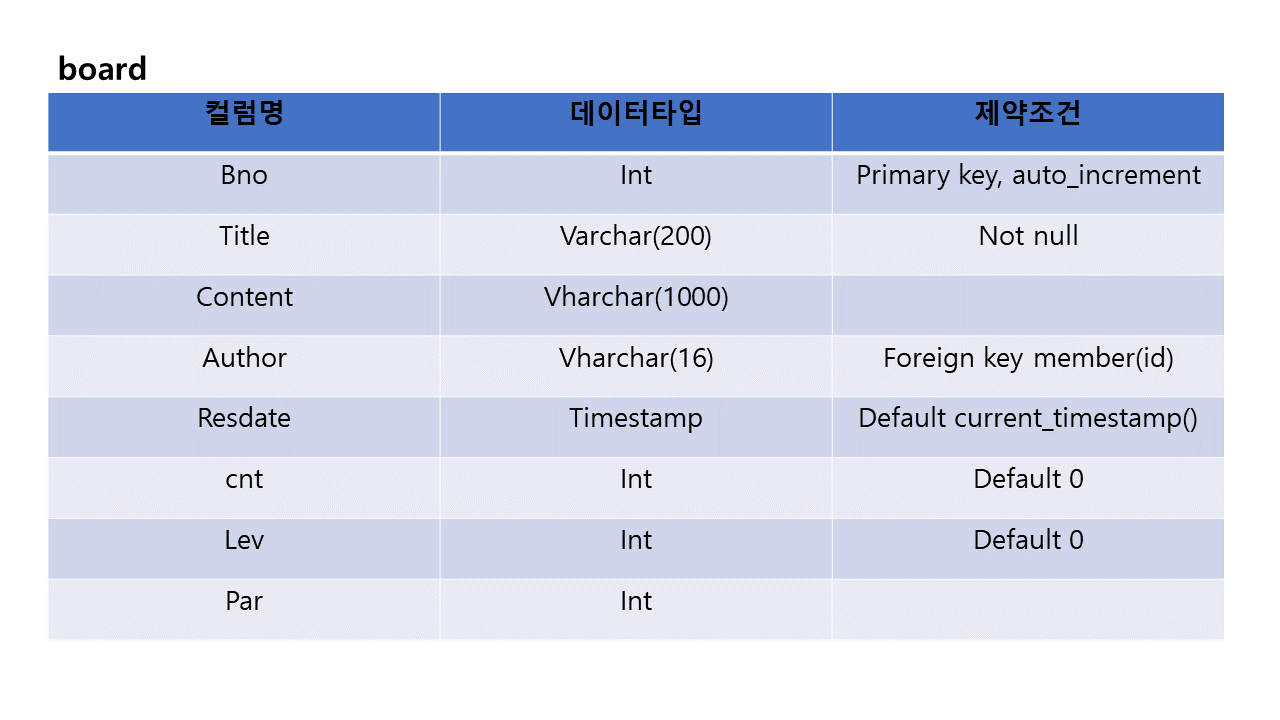 board
컬럼명 데이터타입 제약조건
Bno Int Primary key, auto_increment
Title Varchar(200) Not null
Content Vharchar(1000)
Author Vharchar(16) Foreign key member(id)
Resdate Timestamp Default current_timestamp()
cnt Int Default 0
Lev Int Default 0
Par Int